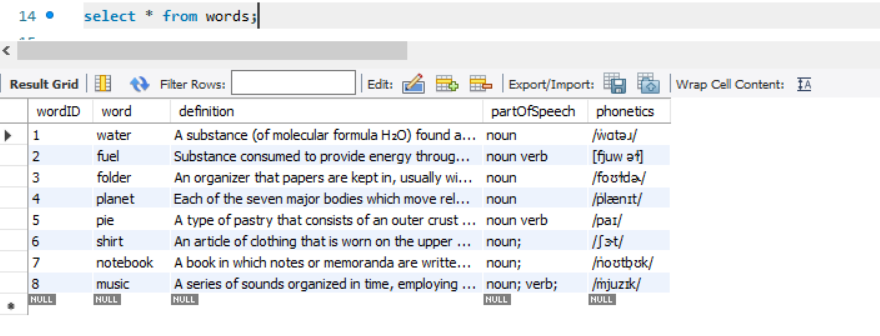 14 select * from words;
Result Grid Filter Rows: Edit: Export/Import: Wrap Cell Content:
wordID word definition partOfSpeech phonetics
1 water A substance (of molecular formula H₂O) found a... noun /ẇɑtəɹ/
2 fuel Substance consumed to provide energy throug... noun verb [fjuw əɫ]
3 folder An organizer that papers are kept in, usually wi... noun /foʊɫdɚ/
4 planet Each of the seven major bodies which move rel... noun /ṗlænɪt/
5 pie A type of pastry that consists of an outer crust ... noun verb /paɪ/
6 shirt An article of clothing that is worn on the upper ... noun; /ʃɝt/
7 notebook A book in which notes or memoranda are writte... noun; /ṅoʊtbʊk/
8 music A series of sounds organized in time, employing ... noun; verb; /ṁjuzɪk/
NULL NULL NULL NULL NULL